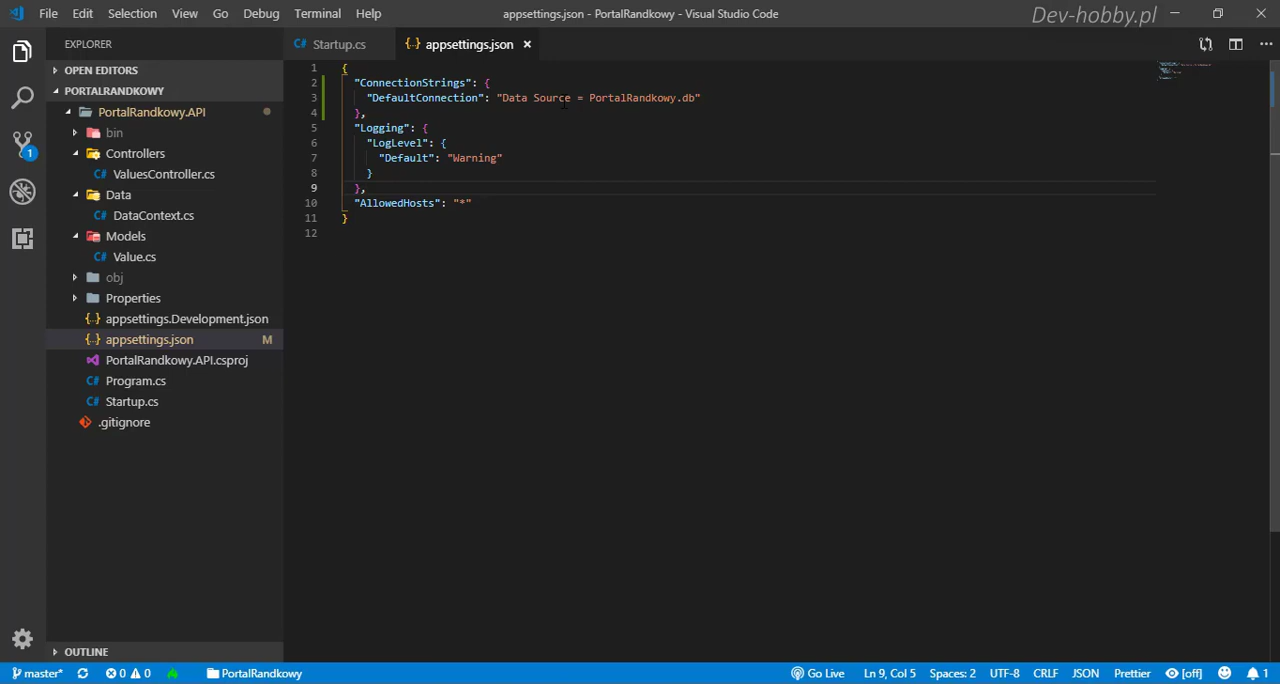 File Edit Selection View Go Debug Terminal Help
appsettings.json - PortalRandkowy - Visual Studio Code
Dev-hobby.pl
EXPLORER
OPEN EDITORS
PORTALRANDKOWY
PortalRandkowy.API
bin
Controllers
C# ValuesController.cs
Data
C# DataContext.cs
Models
C# Value.cs
obj
Properties
{..} appsettings.Development.json
{..} appsettings.json M
PortalRandkowy.API.csproj
C# Program.cs
C# Startup.cs
.gitignore
OUTLINE
1
C# Startup.cs
{..} appsettings.json ×
1 {
2 "ConnectionStrings": {
3 "DefaultConnection": "Data Source = PortalRandkowy.db"
4 },
5 "Logging": {
6 "LogLevel": {
7 "Default": "Warning"
8 }
9 },
10 "AllowedHosts": "*"
11 }
12
master* 0 0 PortalRandkowy Go Live Ln 9, Col 5 Spaces: 2 UTF-8 CRLF JSON Prettier [off] 1